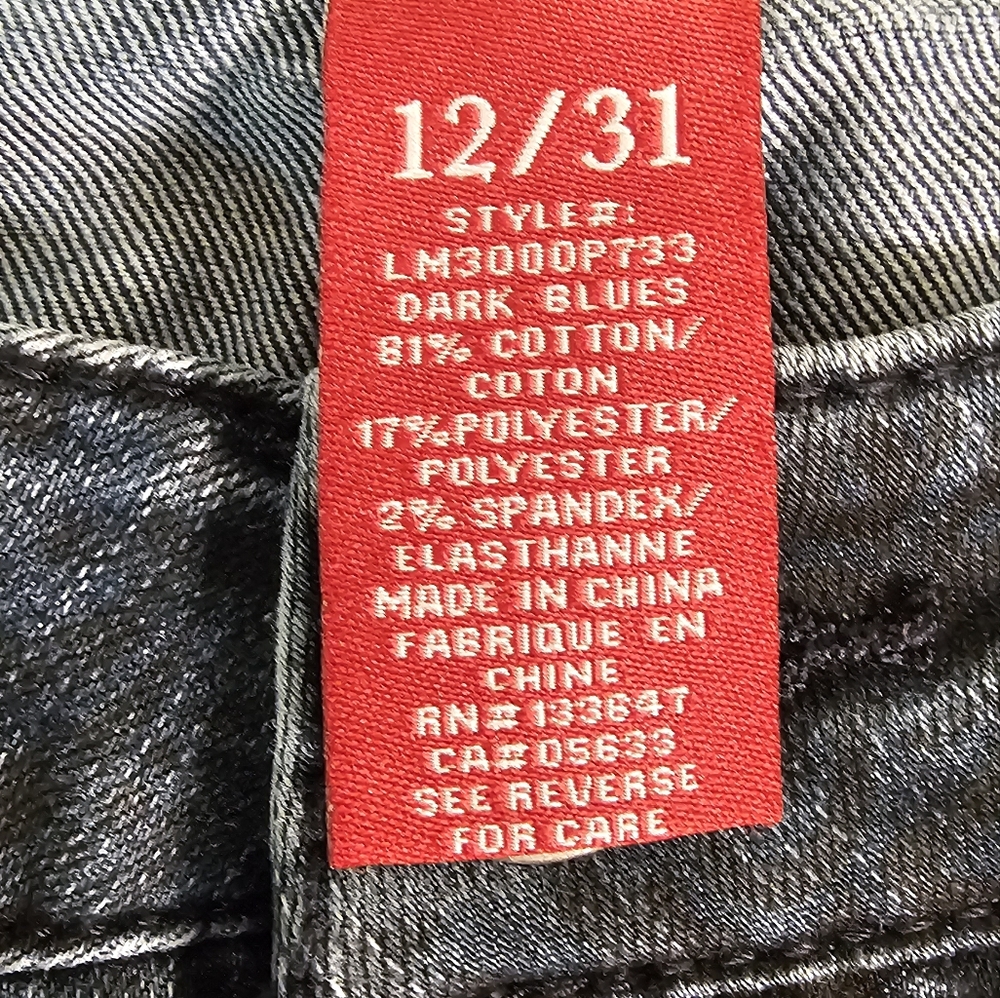 12/31
STYLE#:
LM3000P733
DARK BLUES
81% COTTON/
COTON
17%POLYESTER/
POLYESTER
2% SPANDEX/
ELASTHANNE
MADE IN CHINA
FABRIQUE EN
CHINE
RN#133647
CA#05633
SEE REVERSE
FOR CARE